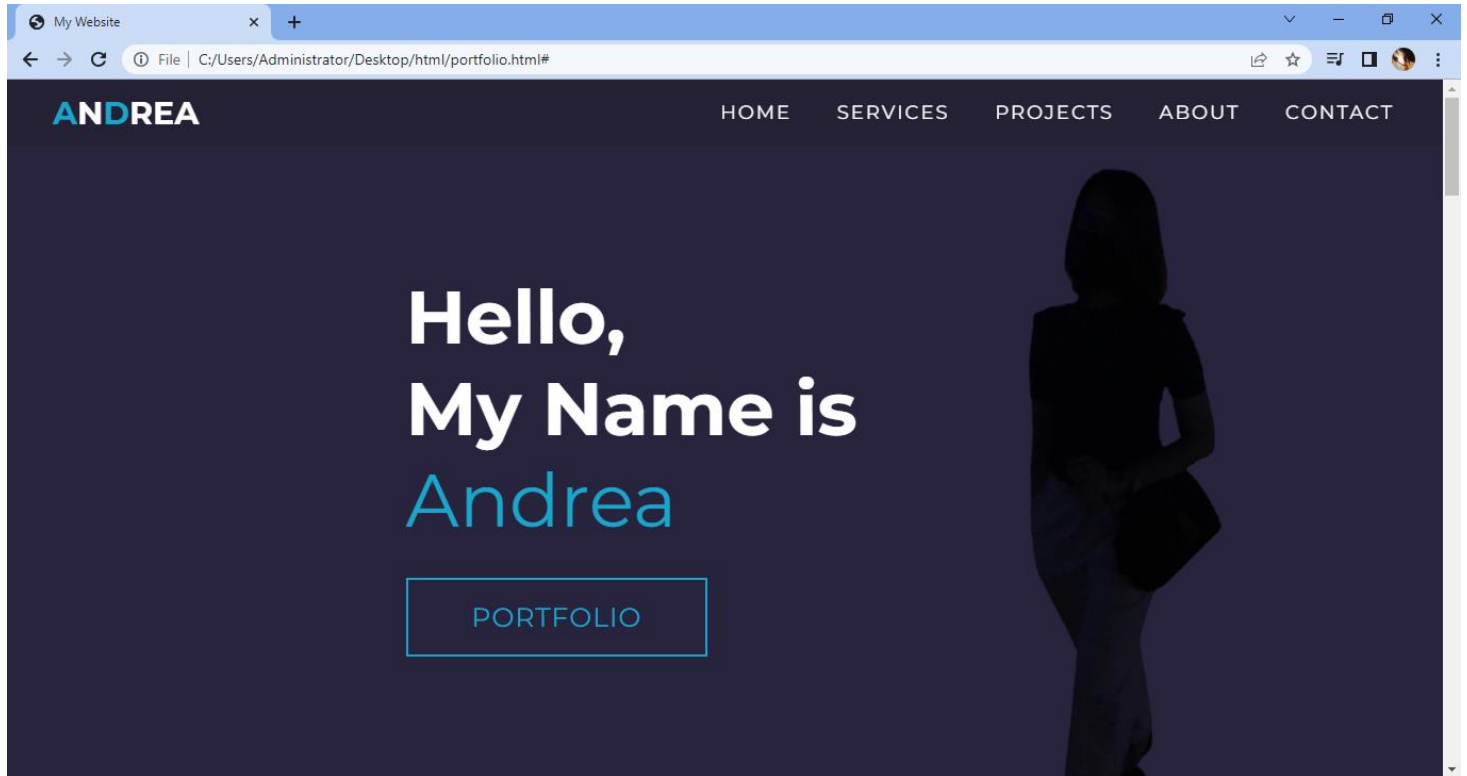 My Website
File | C:/Users/Administrator/Desktop/html/portfolio.html#
ANDREA
HOME SERVICES PROJECTS ABOUT CONTACT
Hello,
My Name is
Andrea
PORTFOLIO